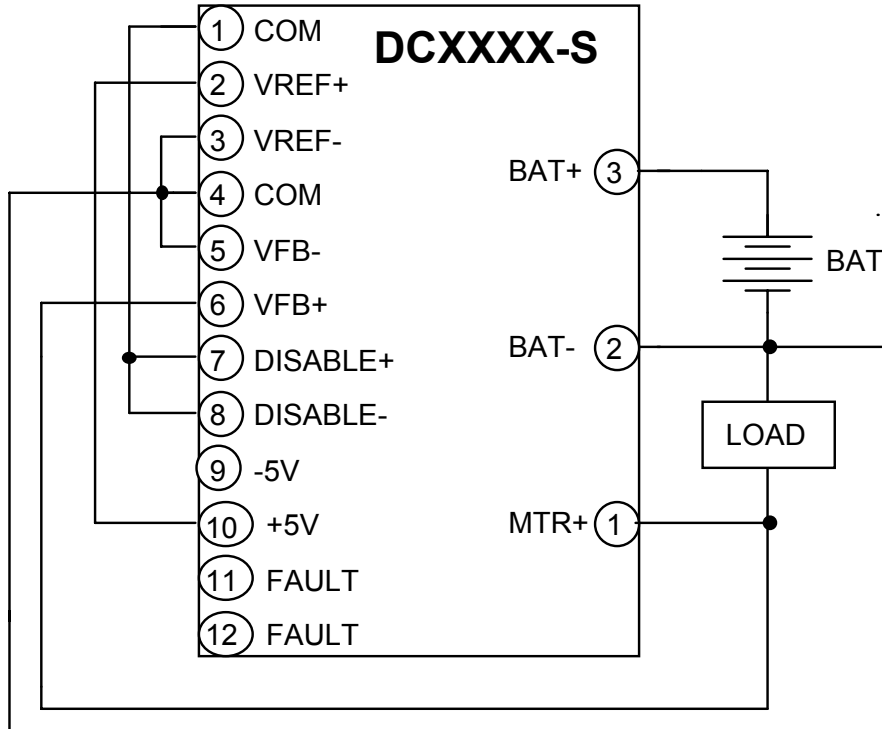 DCXXXX-S
1 COM
2 VREF+
3 VREF-
4 COM
5 VFB-
6 VFB+
7 DISABLE+
8 DISABLE-
9 -5V
10 +5V
11 FAULT
12 FAULT
BAT+ 3
BAT- 2
MTR+ 1
BAT
LOAD